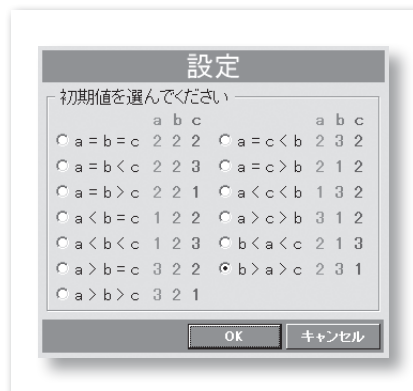 設定
初期値を選んでください
a b c a b c
a = b = c 2 2 2 a = c < b 2 3 2
a = b < c 2 2 3 a = c > b 2 1 2
a = b > c 2 2 1 a < c < b 1 3 2
a < b = c 1 2 2 a > c > b 3 1 2
a < b < c 1 2 3 b < a < c 2 1 3
a > b = c 3 2 2 b > a > c 2 3 1
a > b > c 3 2 1
OK キャンセル